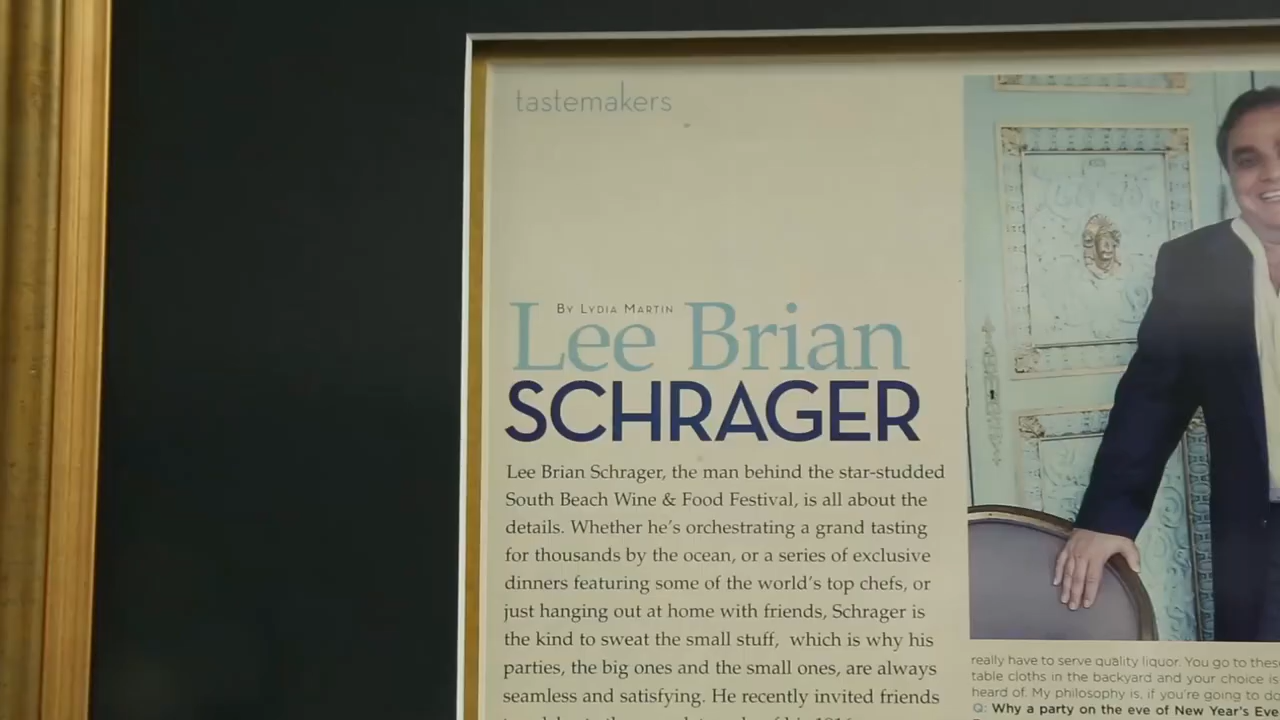 tastemakers
BY LYDIA MARTIN
Lee Brian
SCHRAGER
Lee Brian Schrager, the man behind the star-studded
South Beach Wine & Food Festival, is all about the
details. Whether he's orchestrating a grand tasting
for thousands by the ocean, or a series of exclusive
dinners featuring some of the world's top chefs, or
just hanging out at home with friends, Schrager is
the kind to sweat the small stuff, which is why his
parties, the big ones and the small ones, are always
seamless and satisfying. He recently invited friends
really have to serve quality liquor. You go to these
table cloths in the backyard and your choice is
heard of. My philosophy is, if you're going to do
Q: Why a party on the eve of New Year's Eve